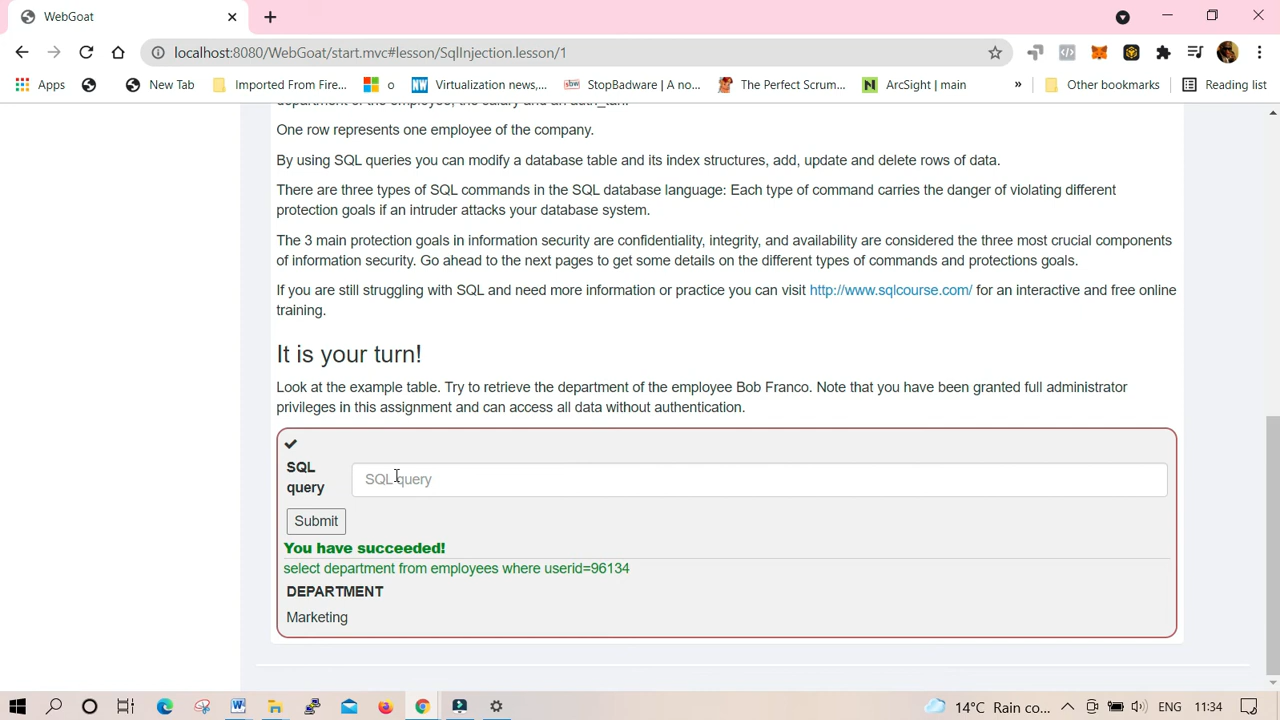 WebGoat
localhost:8080/WebGoat/start.mvc#lesson/SqlInjection.lesson/1
Apps New Tab Imported From Fire... o Virtualization news,... StopBadware | A no... The Perfect Scrum... ArcSight | main » Other bookmarks Reading list
department of the employee, the salary and an auth_tan.
One row represents one employee of the company.
By using SQL queries you can modify a database table and its index structures, add, update and delete rows of data.
There are three types of SQL commands in the SQL database language: Each type of command carries the danger of violating different
protection goals if an intruder attacks your database system.
The 3 main protection goals in information security are confidentiality, integrity, and availability are considered the three most crucial components
of information security. Go ahead to the next pages to get some details on the different types of commands and protections goals.
If you are still struggling with SQL and need more information or practice you can visit http://www.sqlcourse.com/ for an interactive and free online
training.
It is your turn!
Look at the example table. Try to retrieve the department of the employee Bob Franco. Note that you have been granted full administrator
privileges in this assignment and can access all data without authentication.
SQL
query
SQL query
Submit
You have succeeded!
select department from employees where userid=96134
DEPARTMENT
Marketing
14°C Rain co... ENG 11:34